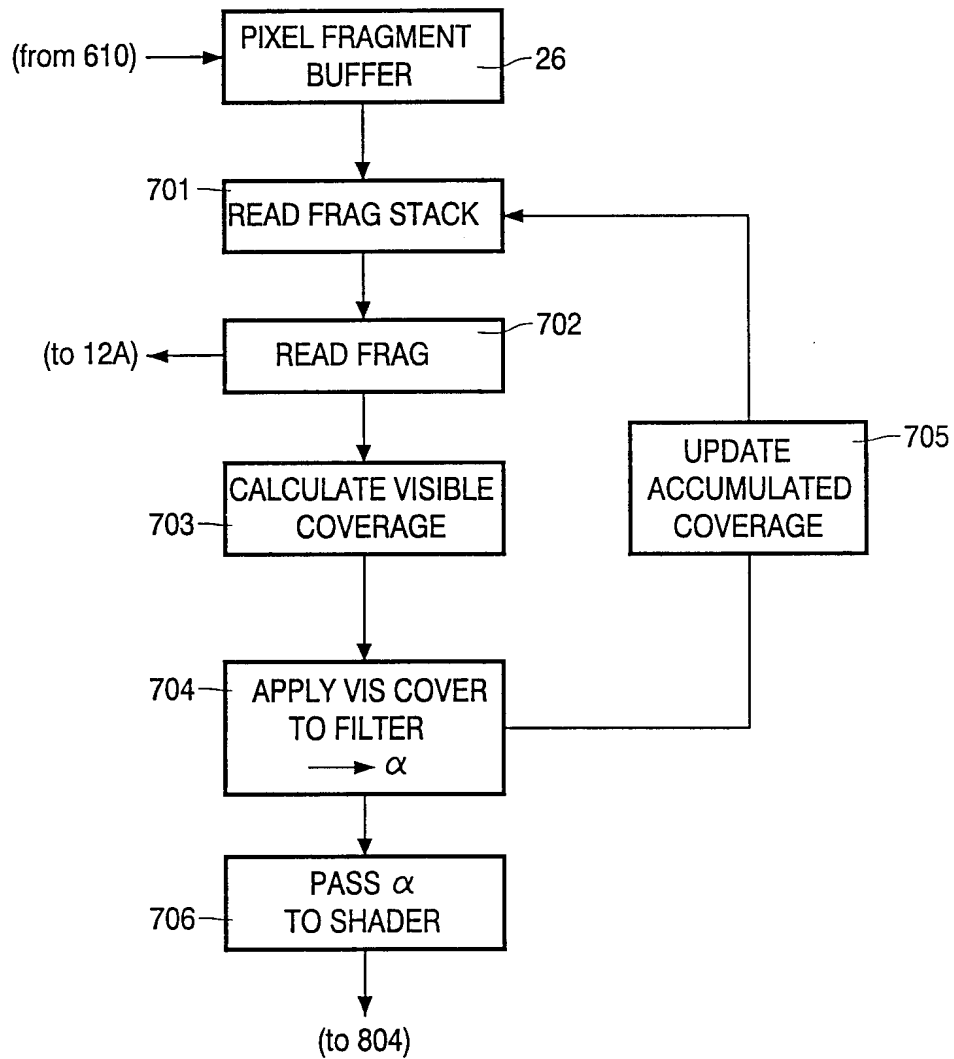 (from 610)
PIXEL FRAGMENT
BUFFER
26
701
READ FRAG STACK
702
(to 12A)
READ FRAG
CALCULATE VISIBLE
703
COVERAGE
705
UPDATE
ACCUMULATED
COVERAGE
704
APPLY VIS COVER
TO FILTER
→ α
706
PASS α
TO SHADER
(to 804)